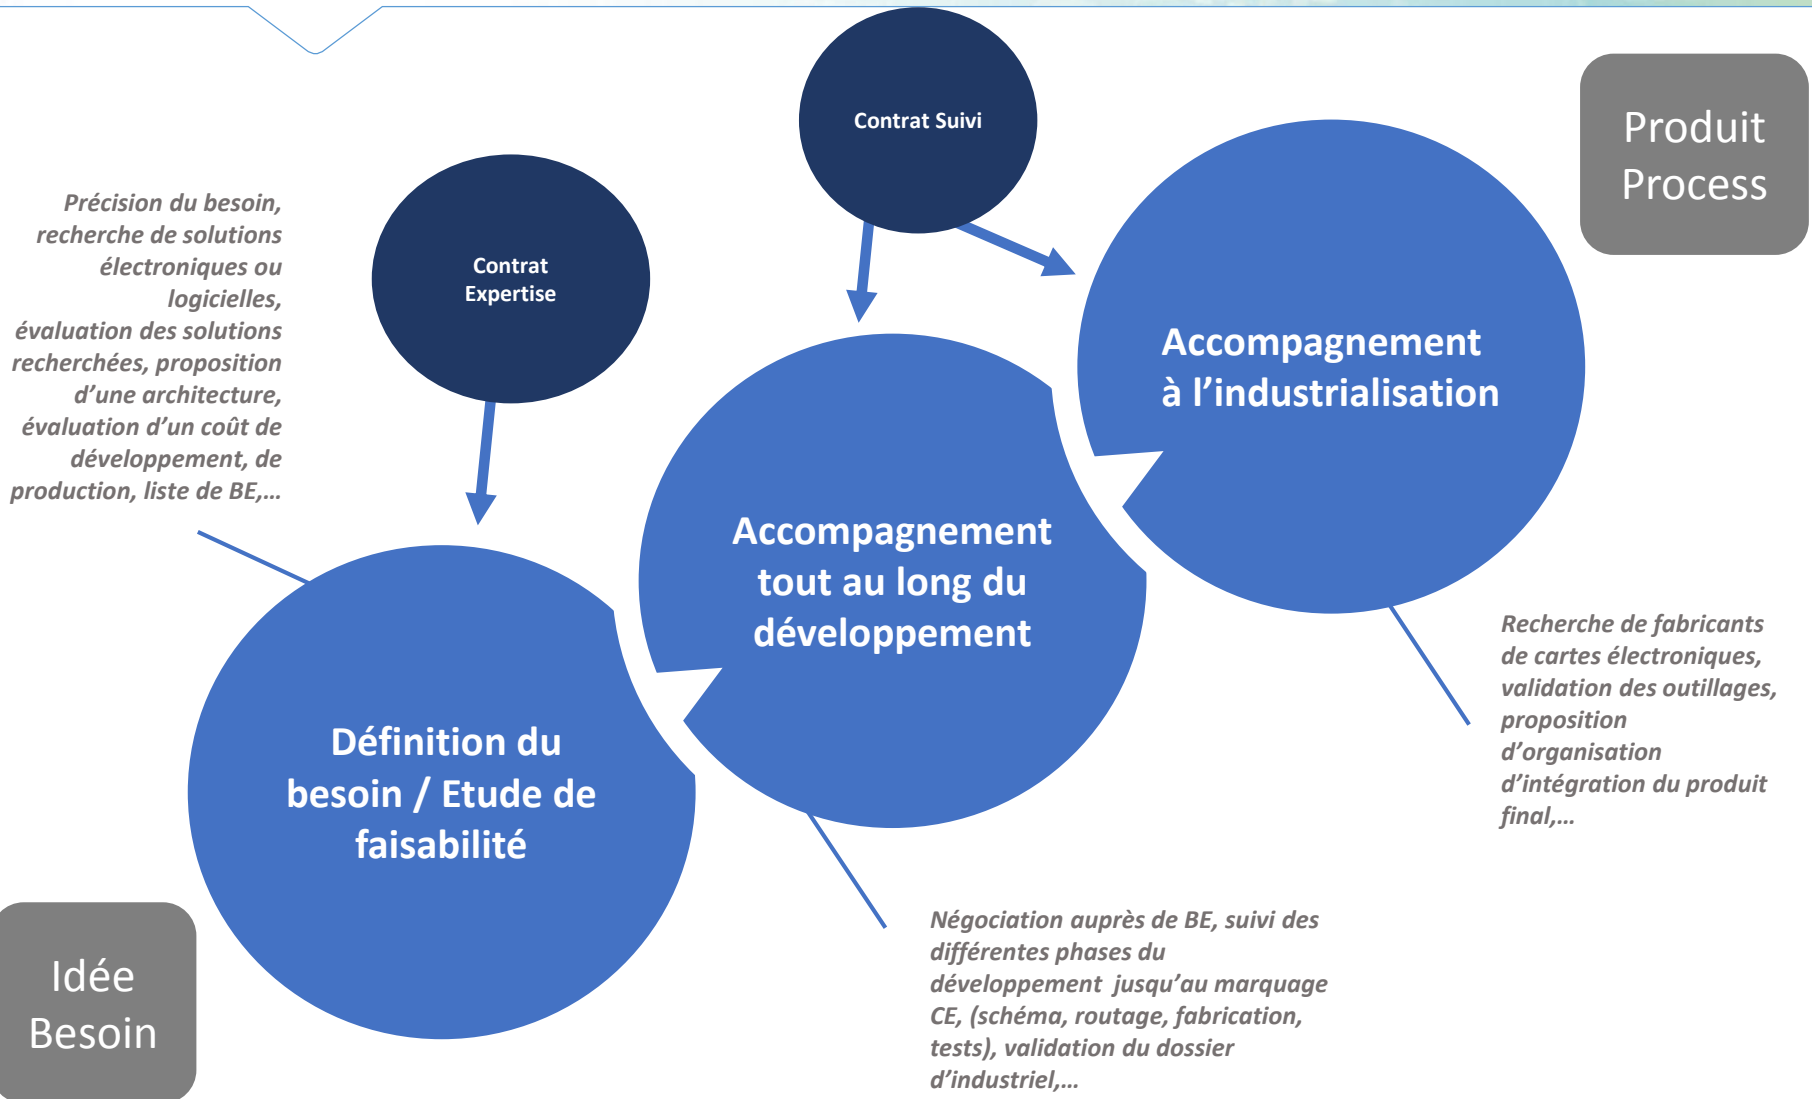 Contrat Suivi
Produit
Process
Précision du besoin,
recherche de solutions
électroniques ou
logicielles,
évaluation des solutions
recherchées, proposition
d’une architecture,
évaluation d’un coût de
développement, de
production, liste de BE,…
Contrat
Expertise
Accompagnement
à l’industrialisation
Accompagnement
tout au long du
développement
Recherche de fabricants
de cartes électroniques,
validation des outillages,
proposition
d’organisation
d’intégration du produit
final,…
Définition du
besoin / Etude de
faisabilité
Négociation auprès de BE, suivi des
différentes phases du
développement  jusqu’au marquage
CE, (schéma, routage, fabrication,
tests), validation du dossier
d’industriel,…
Idée
Besoin